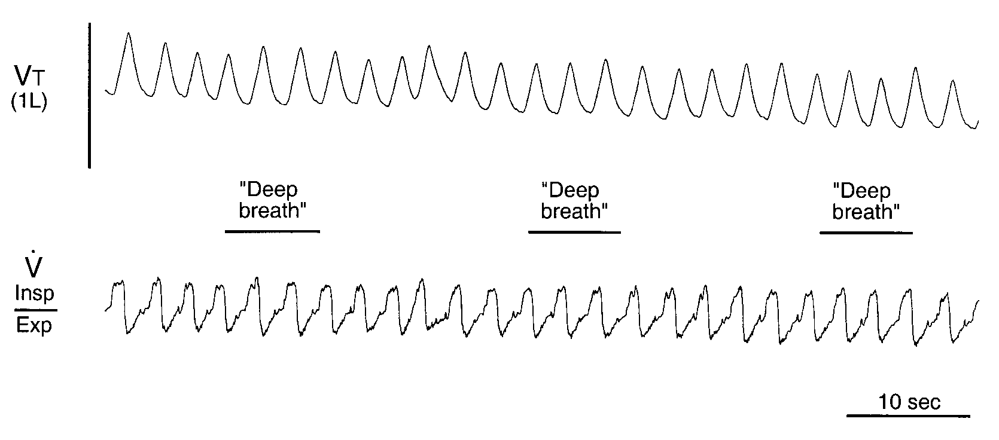 VT
(1L)
"Deep
breath"
"Deep
breath"
"Deep
breath"
V̇
Insp
Exp
10 sec